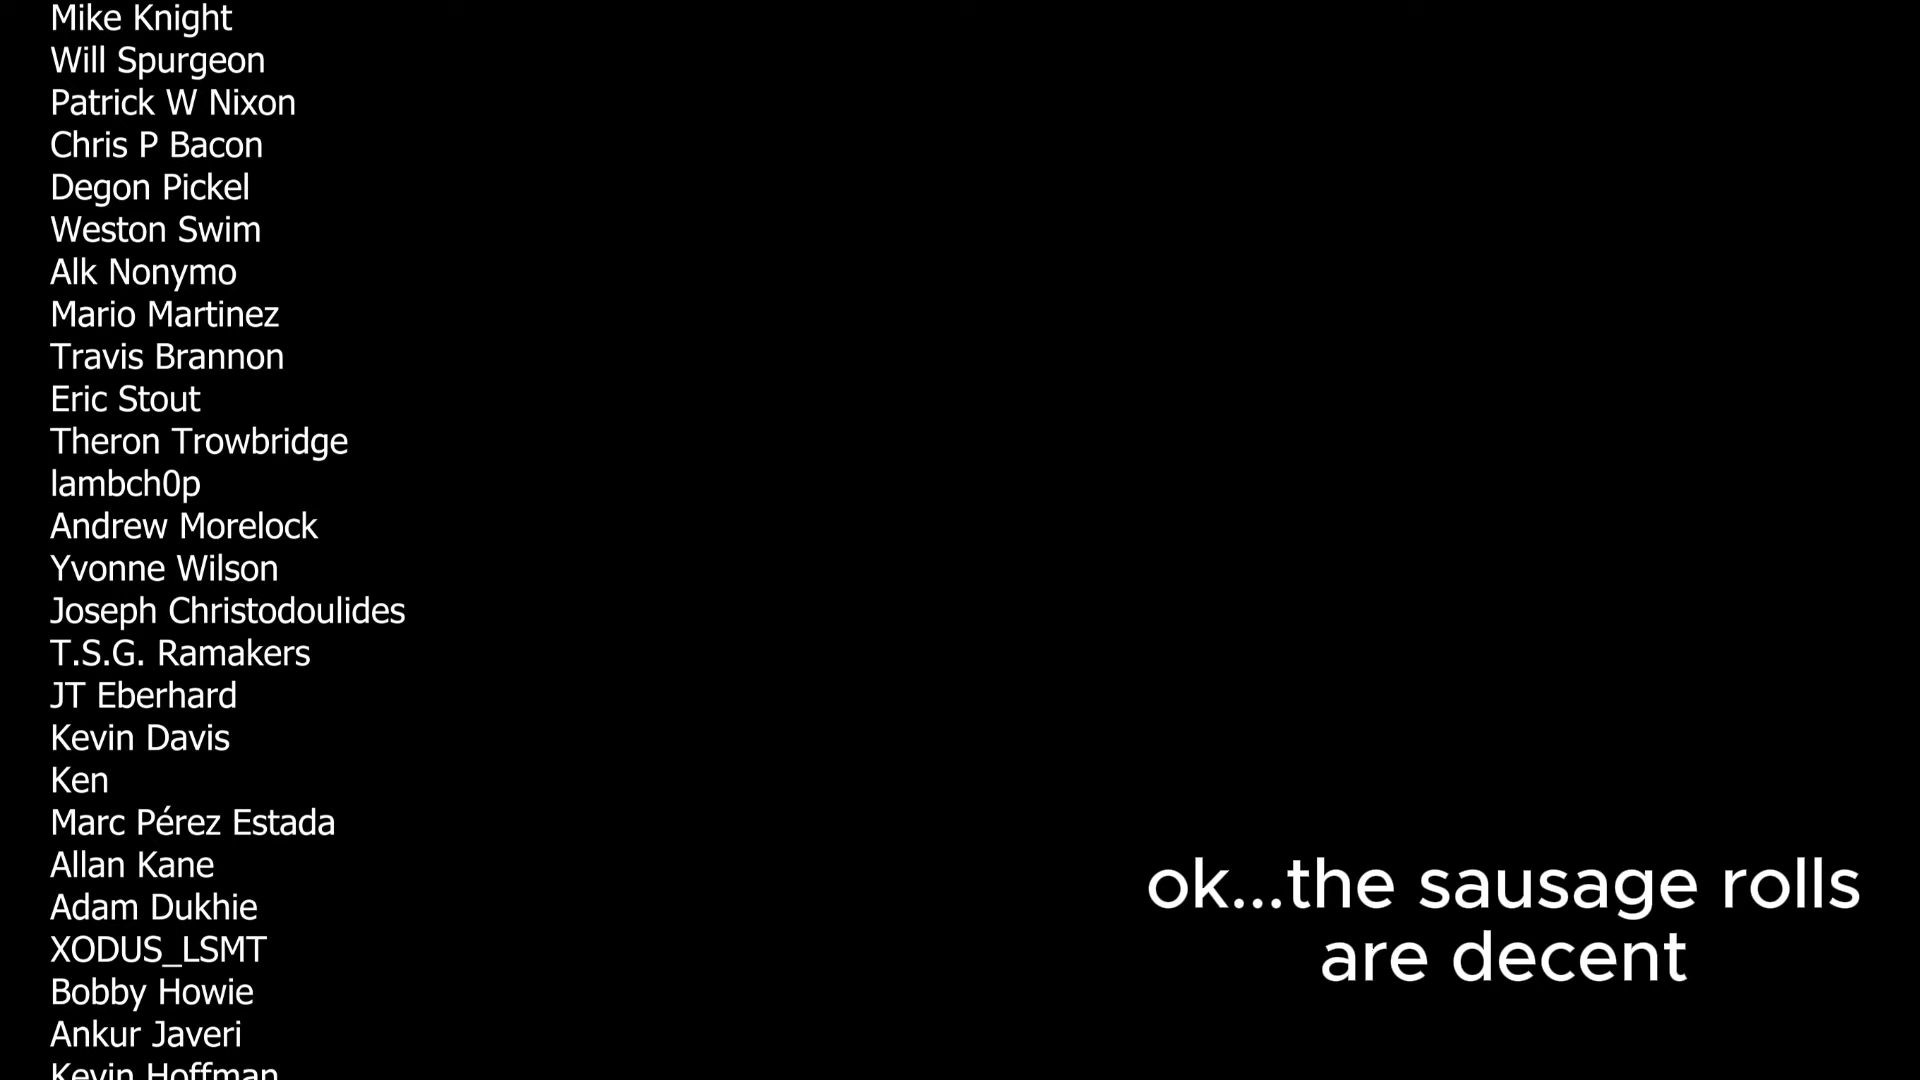 Mike Knight
Will Spurgeon
Patrick W Nixon
Chris P Bacon
Degon Pickel
Weston Swim
Alk Nonymo
Mario Martinez
Travis Brannon
Eric Stout
Theron Trowbridge
lambch0p
Andrew Morelock
Yvonne Wilson
Joseph Christodoulides
T.S.G. Ramakers
JT Eberhard
Kevin Davis
Ken
Marc Pérez Estada
Allan Kane
Adam Dukhie
XODUS_LSMT
Bobby Howie
Ankur Javeri
Kevin Hoffman
ok...the sausage rolls
are decent